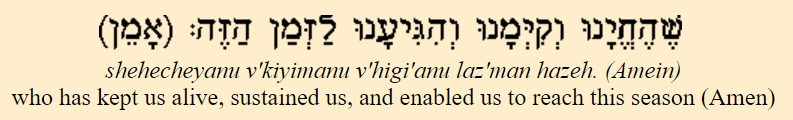 שֶׁהֶחֱיָנוּ וְקִיְּמָנוּ וְהִגִּיעָנוּ לַזְּמַן הַזֶּה׃ (אָמֵן)
shehecheyanu v'kiyimanu v'higi'anu laz'man hazeh. (Amein)
who has kept us alive, sustained us, and enabled us to reach this season (Amen)